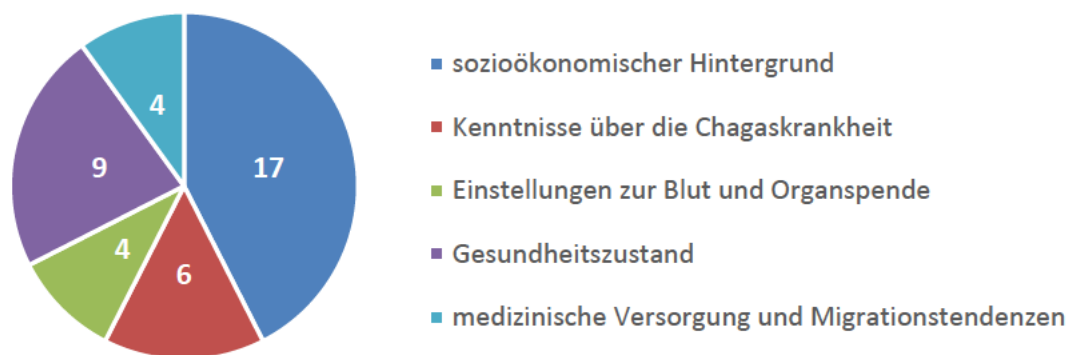 sozioökonomischer Hintergrund
Kenntnisse über die Chagaskrankheit
Einstellungen zur Blut und Organspende
Gesundheitszustand
medizinische Versorgung und Migrationstendenzen
17
6
4
9
4